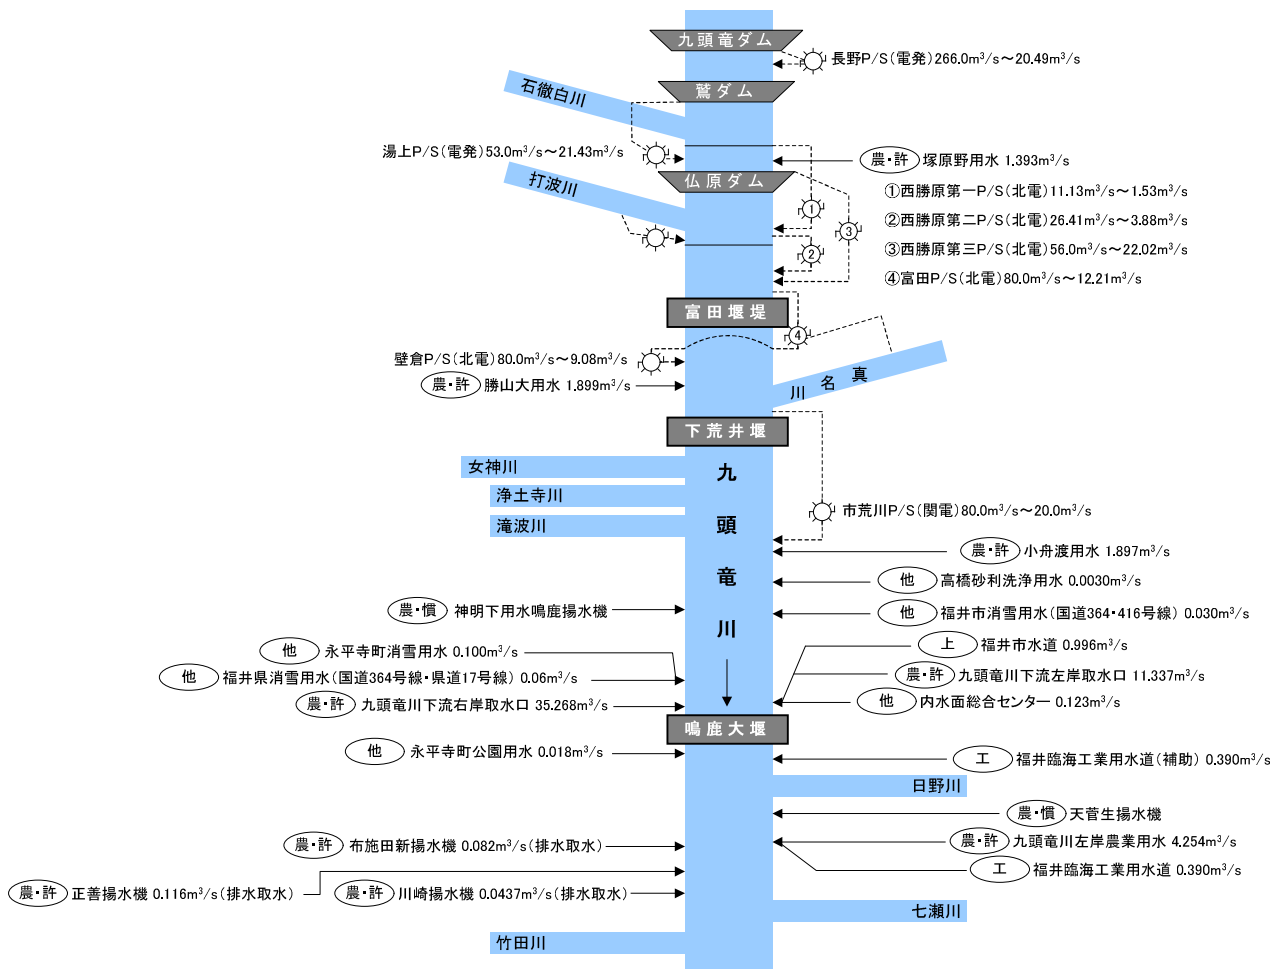 九頭竜ダム
長野P/S(電発)266.0m³/s~20.49m³/s
鷲ダム
石徹白川
湯上P/S(電発)53.0m³/s~21.43m³/s
農・許 塚原野用水 1.393m³/s
仏原ダム
打波川
①西勝原第一P/S(北電)11.13m³/s~1.53m³/s
①
②西勝原第二P/S(北電)26.41m³/s~3.88m³/s
③
②
③西勝原第三P/S(北電)56.0m³/s~22.02m³/s
④富田P/S(北電)80.0m³/s~12.21m³/s
富田堰堤
④
壁倉P/S(北電)80.0m³/s~9.08m³/s
農・許 勝山大用水 1.899m³/s
真名川
下荒井堰
女神川
浄土寺川
滝波川
九頭竜川
市荒川P/S(関電)80.0m³/s~20.0m³/s
農・許 小舟渡用水 1.897m³/s
他 高橋砂利洗浄用水 0.0030m³/s
農・慣 神明下用水鳴鹿揚水機
他 福井市消雪用水(国道364・416号線) 0.030m³/s
他 永平寺町消雪用水 0.100m³/s
上 福井市水道 0.996m³/s
他 福井県消雪用水(国道364号線・県道17号線) 0.06m³/s
農・許 九頭竜川下流左岸取水口 11.337m³/s
農・許 九頭竜川下流右岸取水口 35.268m³/s
他 内水面総合センター 0.123m³/s
鳴鹿大堰
他 永平寺町公園用水 0.018m³/s
工 福井臨海工業用水道(補助) 0.390m³/s
日野川
農・慣 天菅生揚水機
農・許 布施田新揚水機 0.082m³/s(排水取水)
農・許 九頭竜川左岸農業用水 4.254m³/s
工 福井臨海工業用水道 0.390m³/s
農・許 正善揚水機 0.116m³/s(排水取水)
農・許 川崎揚水機 0.0437m³/s(排水取水)
七瀬川
竹田川